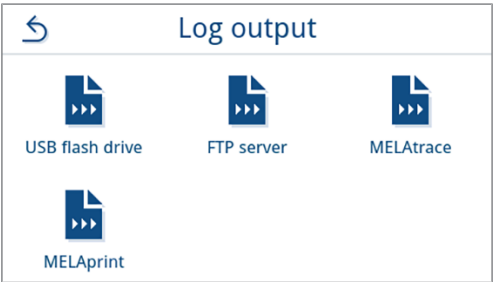 Log output
USB flash drive
FTP server
MELAtrace
MELAprint